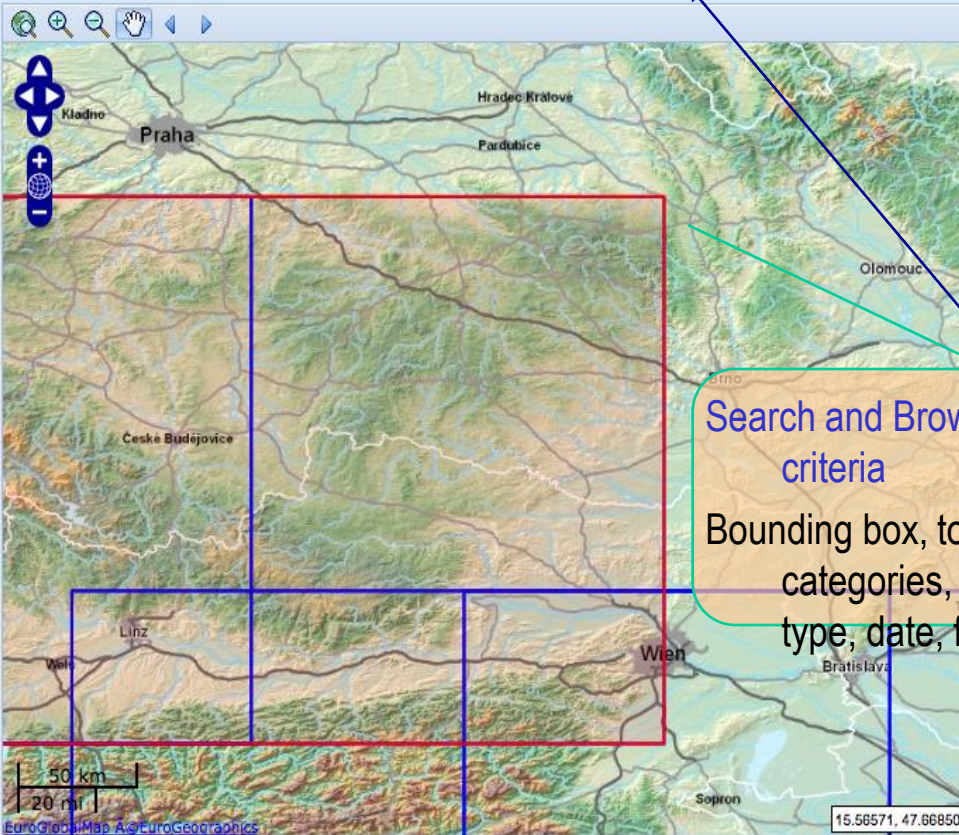 Hradec Králové
Kladno
Praha
Pardubice
Olomouc
Brno
Search and Brow
criteria
České Budějovice
Bounding box, to
categories,
type, date, f
Linz
Wels
Wien
Bratislava
50 km
20 mi
Sopron
EuroGlobalMap Â©EuroGeographics
15.56571, 47.66850